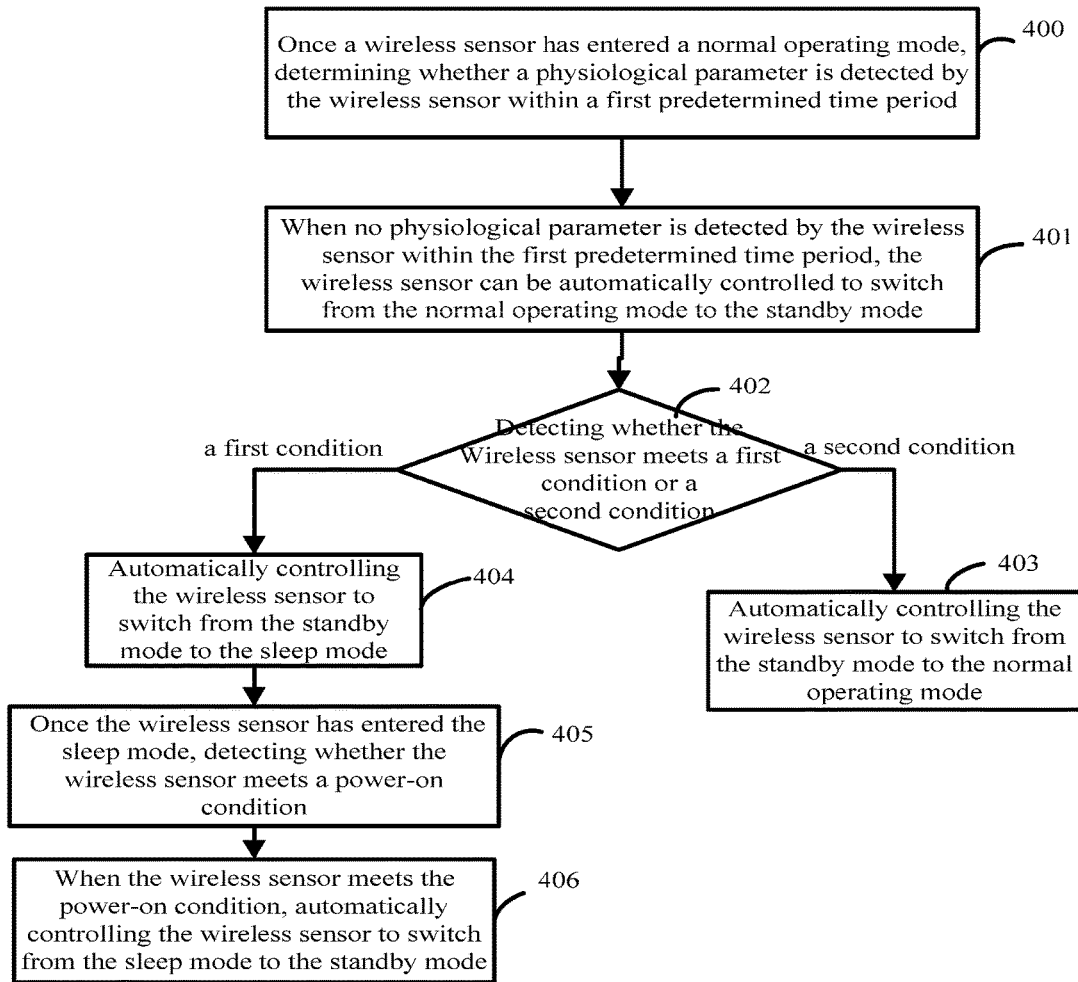 Once a wireless sensor has entered a normal operating mode,
determining whether a physiological parameter is detected by
the wireless sensor within a first predetermined time period
400
When no physiological parameter is detected by the wireless
sensor within the first predetermined time period, the
wireless sensor can be automatically controlled to switch
from the normal operating mode to the standby mode
401
402
Detecting whether the
Wireless sensor meets a first
condition or a
second condition
a first condition
a second condition
Automatically controlling
the wireless sensor to
switch from the standby
mode to the sleep mode
404
403
Automatically controlling the
wireless sensor to switch from
the standby mode to the normal
operating mode
Once the wireless sensor has entered the
sleep mode, detecting whether the
wireless sensor meets a power-on
condition
405
When the wireless sensor meets the
power-on condition, automatically
controlling the wireless sensor to switch
from the sleep mode to the standby mode
406